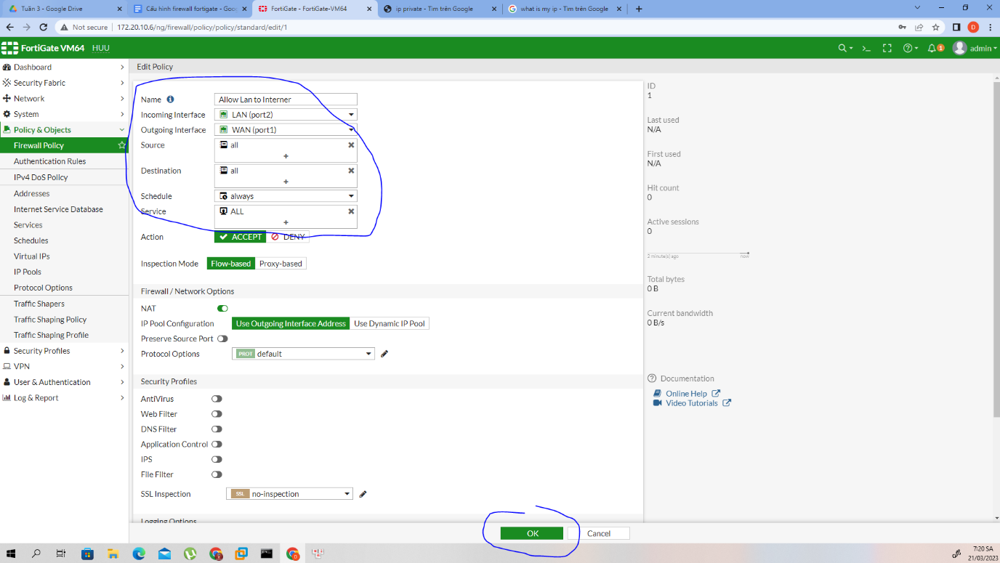 Tuần 3 - Google Drive
Cấu hình firewall fortigate - Goo
FortiGate - FortiGate-VM64
ip private - Tìm trên Google
what is my ip - Tìm trên Google
Not secure | 172.20.10.6/ng/firewall/policy/policy/standard/edit/1
D
FortiGate VM64 HUU
1 admin
Dashboard
Security Fabric
Network
System
Policy & Objects
Firewall Policy
Authentication Rules
IPv4 DoS Policy
Addresses
Internet Service Database
Services
Schedules
Virtual IPs
IP Pools
Protocol Options
Traffic Shapers
Traffic Shaping Policy
Traffic Shaping Profile
Security Profiles
VPN
User & Authentication
Log & Report
Edit Policy
Name Allow Lan to Interner
Incoming Interface LAN (port2)
Outgoing Interface WAN (port1)
Source all
+
Destination all
+
Schedule always
Service ALL
+
Action ACCEPT DENY
Inspection Mode Flow-based Proxy-based
Firewall / Network Options
NAT
IP Pool Configuration Use Outgoing Interface Address Use Dynamic IP Pool
Preserve Source Port
Protocol Options PROT default
Security Profiles
AntiVirus
Web Filter
DNS Filter
Application Control
IPS
File Filter
SSL Inspection SSL no-inspection
Logging Options
OK Cancel
ID
1
Last used
N/A
First used
N/A
Hit count
0
Active sessions
0
2 minute(s) ago now
Total bytes
0 B
Current bandwidth
0 B/s
Documentation
Online Help
Video Tutorials
7:20 SA
21/03/2023